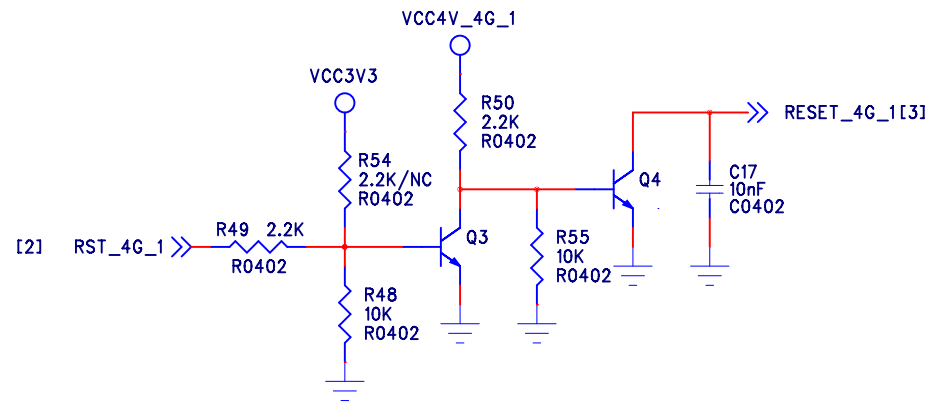 VCC4V_4G_1
VCC3V3
R50
2.2K
R0402
RESET_4G_1[3]
R54
2.2K/NC
R0402
Q4
C17
10nF
C0402
R49 2.2K
[2] RST_4G_1
R0402
Q3
R55
10K
R0402
R48
10K
R0402